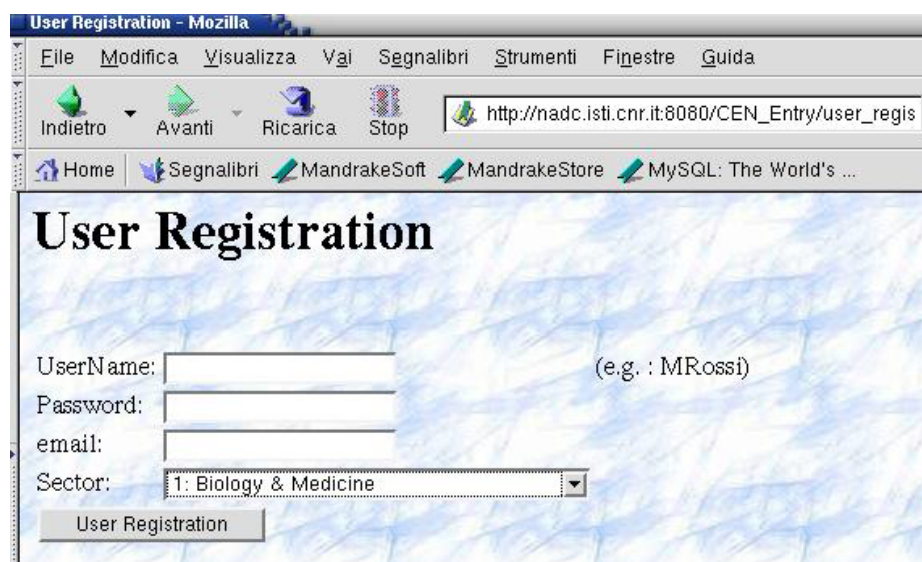 User Registration - Mozilla
File Modifica Visualizza Vai Segnalibri Strumenti Finestre Guida
Indietro Avanti Ricarica Stop http://nadc.isti.cnr.it:8080/CEN_Entry/user_regis
Home Segnalibri MandrakeSoft MandrakeStore MySQL: The World's ...
User Registration
UserName: (e.g. : MRossi)
Password:
email:
Sector: 1: Biology & Medicine
User Registration